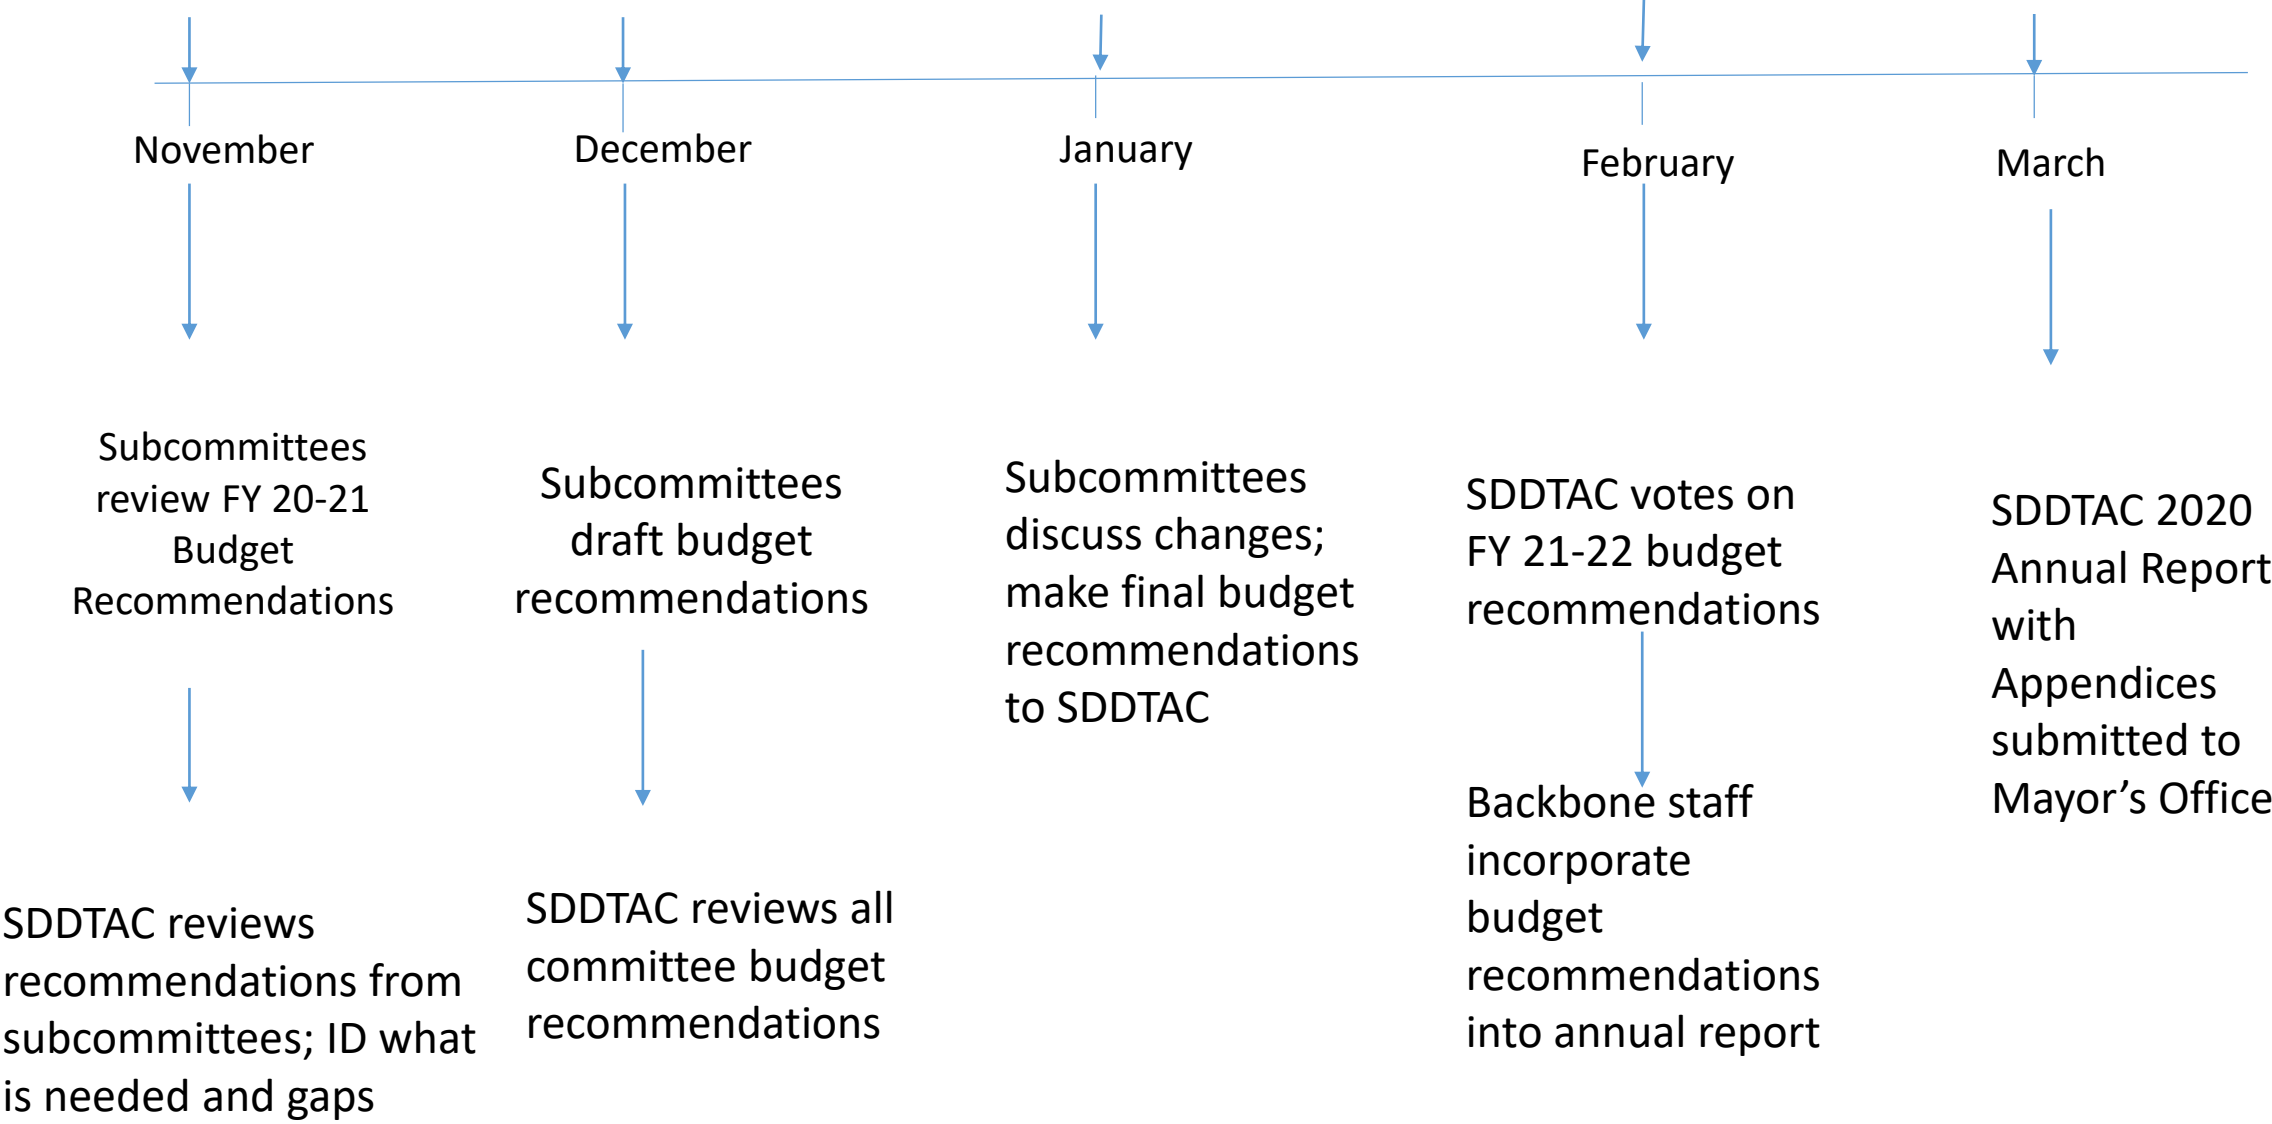 November
December
January
February
March
Subcommittees
review FY 20-21
Budget
Recommendations
SDDTAC reviews
recommendations from
subcommittees; ID what
is needed and gaps
Subcommittees
draft budget
recommendations
SDDTAC reviews all
committee budget
recommendations
Subcommittees
discuss changes;
make final budget
recommendations
to SDDTAC
SDDTAC votes on
FY 21-22 budget
recommendations
Backbone staff
incorporate
budget
recommendations
into annual report
SDDTAC 2020
Annual Report
with
Appendices
submitted to
Mayor’s Office